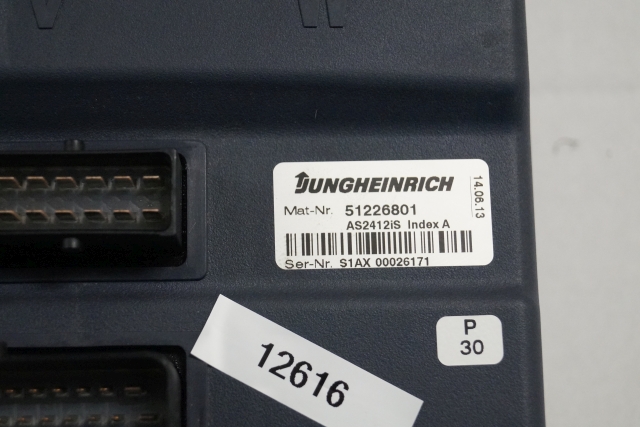 JUNGHEINRICH
Mat-Nr. 51226801
AS2412iS Index A
Ser-Nr. S1AX 00026171
14.06.13
P
30
12616